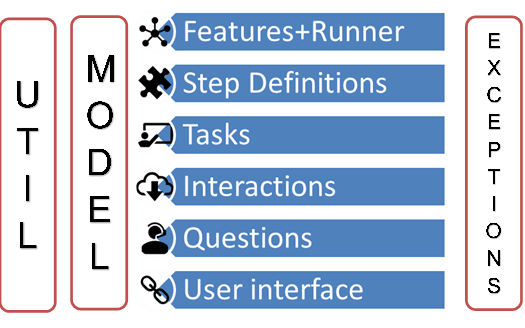 UTIL
MODEL
Features+Runner
Step Definitions
Tasks
Interactions
Questions
User interface
EXCEPTIONS